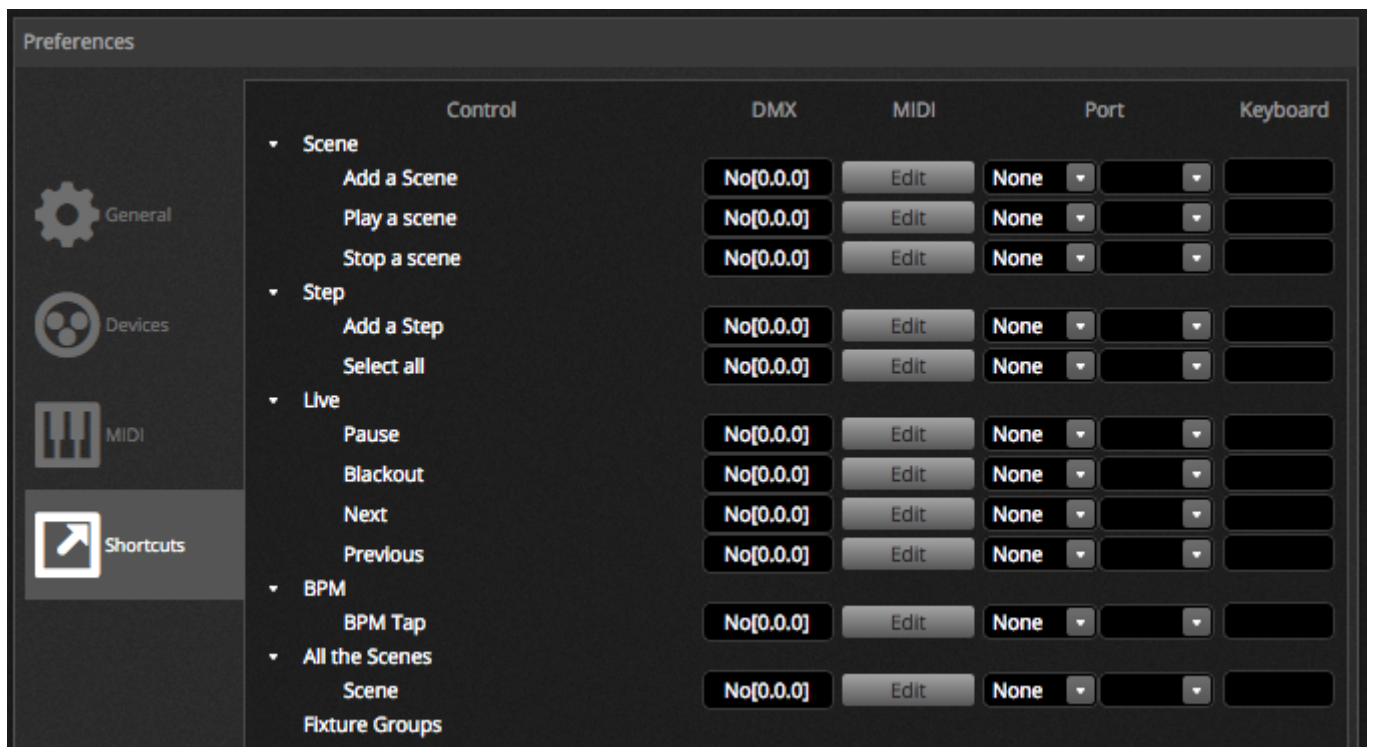 Preferences
Control DMX MIDI Port Keyboard
Scene
Add a Scene No[0.0.0] Edit None
General
Play a scene No[0.0.0] Edit None
Stop a scene No[0.0.0] Edit None
Step
Devices
Add a Step No[0.0.0] Edit None
Select all No[0.0.0] Edit None
Live
MIDI
Pause No[0.0.0] Edit None
Blackout No[0.0.0] Edit None
Next No[0.0.0] Edit None
Shortcuts
Previous No[0.0.0] Edit None
BPM
BPM Tap No[0.0.0] Edit None
All the Scenes
Scene No[0.0.0] Edit None
Fixture Groups